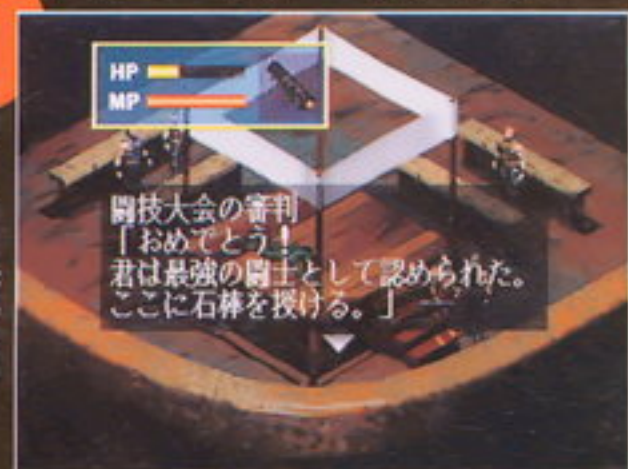 HP
MP
闘技大会の審判
「おめでとう！
君は最強の闘士として認められた。
ここに石棒を授ける。」